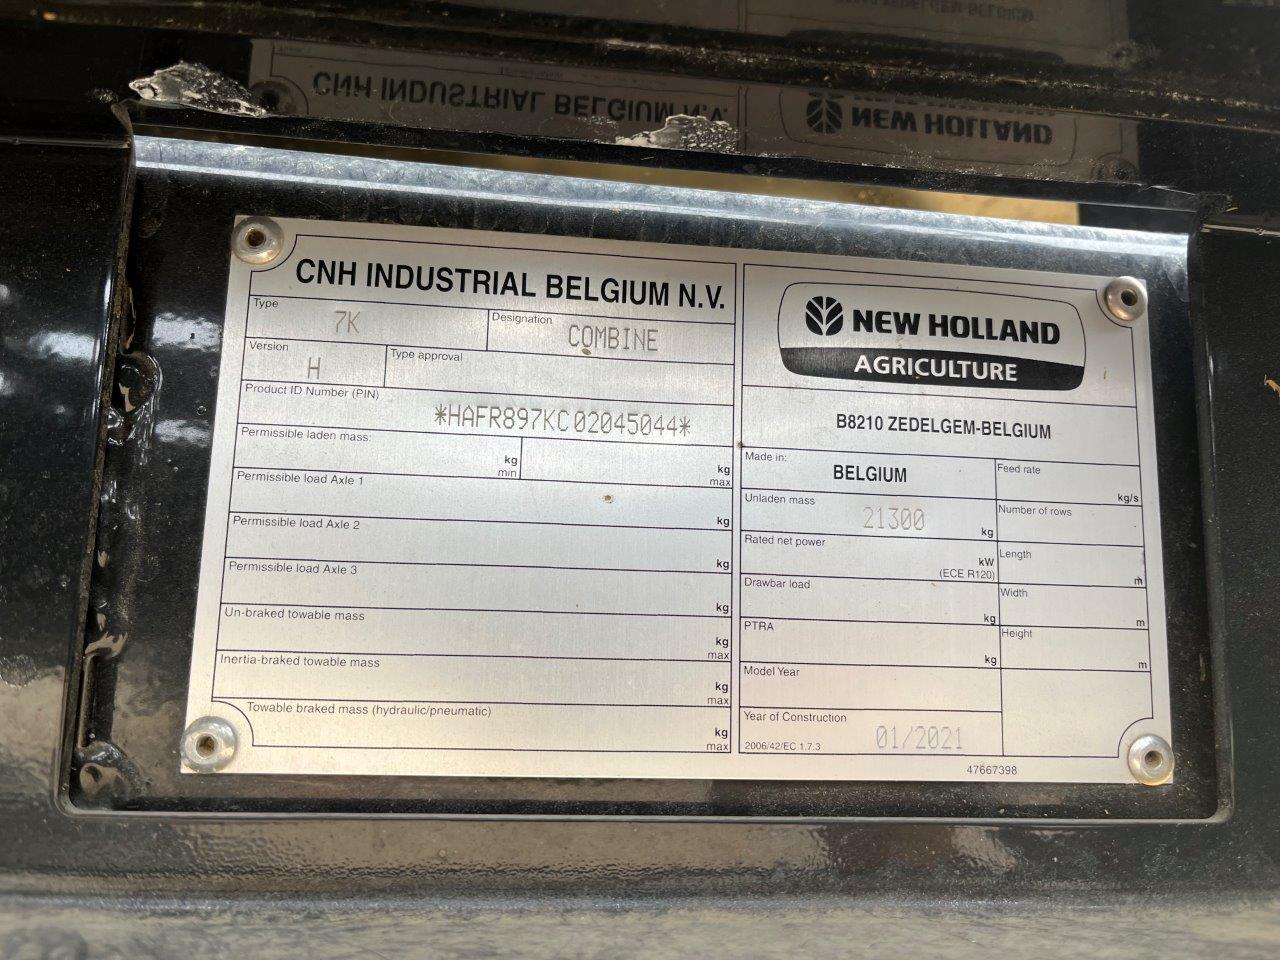 CNH INDUSTRIAL BELGIUM N.V.
Type
7K
Designation
COMBINE
Version
H
Type approval
Product ID Number (PIN)
*HAFR897KC02045044*
Permissible laden mass:
kg
min
kg
max
Permissible load Axle 1
kg
Permissible load Axle 2
kg
Permissible load Axle 3
kg
Un-braked towable mass
kg
max
Inertia-braked towable mass
kg
max
Towable braked mass (hydraulic/pneumatic)
kg
max
NEW HOLLAND
AGRICULTURE
B8210 ZEDELGEM-BELGIUM
Made in:
BELGIUM
Feed rate
kg/s
Unladen mass
21300
kg
Number of rows
Rated net power
kW
(ECE R120)
Length
m
Drawbar load
kg
Width
m
PTRA
kg
Height
m
Model Year
Year of Construction
2006/42/EC 1.7.3
01/2021
47667398